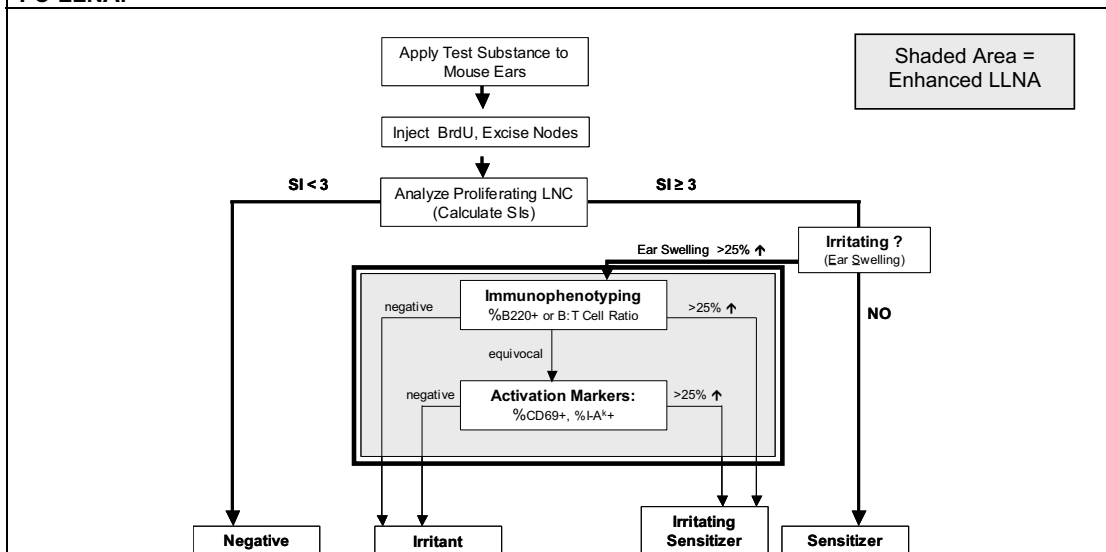 Apply Test Substance to
Mouse Ears
Shaded Area =
Enhanced LLNA
Inject BrdU, Excise Nodes
SI < 3
Analyze Proliferating LNC
(Calculate SIs)
SI ≥ 3
Irritating ?
(Ear Swelling)
Ear Swelling >25% ↑
Immunophenotyping
%B220+ or B:T Cell Ratio
negative
>25% ↑
NO
equivocal
Activation Markers:
%CD69+, %I-Aᵏ+
negative
>25% ↑
Negative
Irritant
Irritating
Sensitizer
Sensitizer